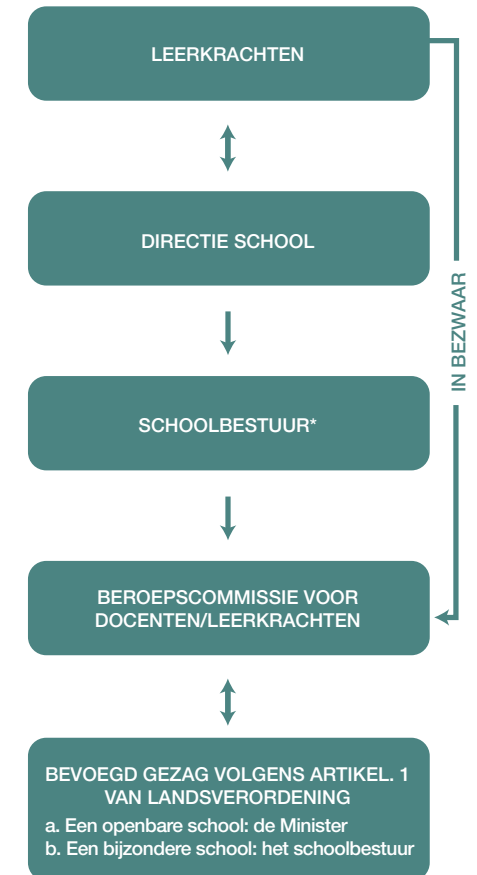 LEERKRACHTEN
DIRECTIE SCHOOL
IN BEZWAAR
SCHOOLBESTUUR*
BEROEPSCOMMISSIE VOOR
DOCENTEN/LEERKRACHTEN
BEVOEGD GEZAG VOLGENS ARTIKEL. 1
VAN LANDSVERORDENING
a. Een openbare school: de Minister
b. Een bijzondere school: het schoolbestuur